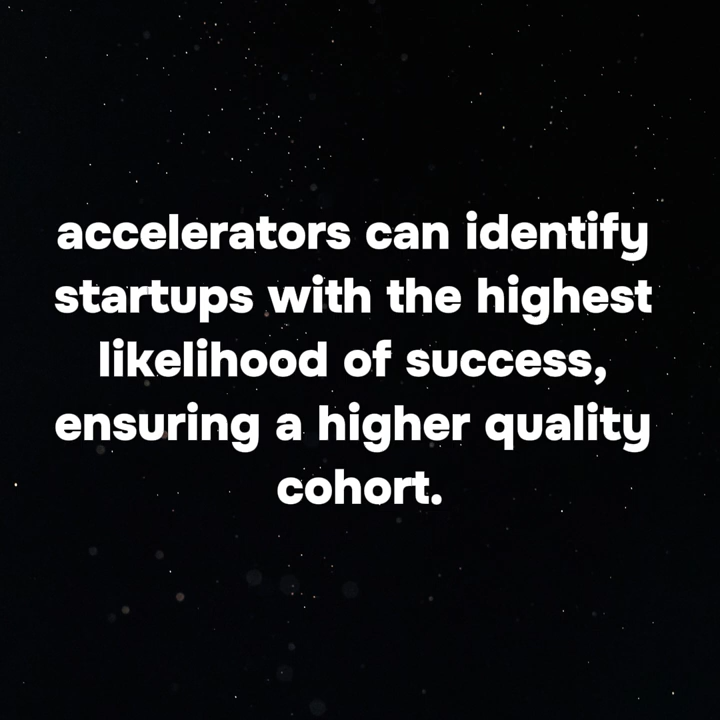 accelerators can identify
startups with the highest
likelihood of success,
ensuring a higher quality
cohort.